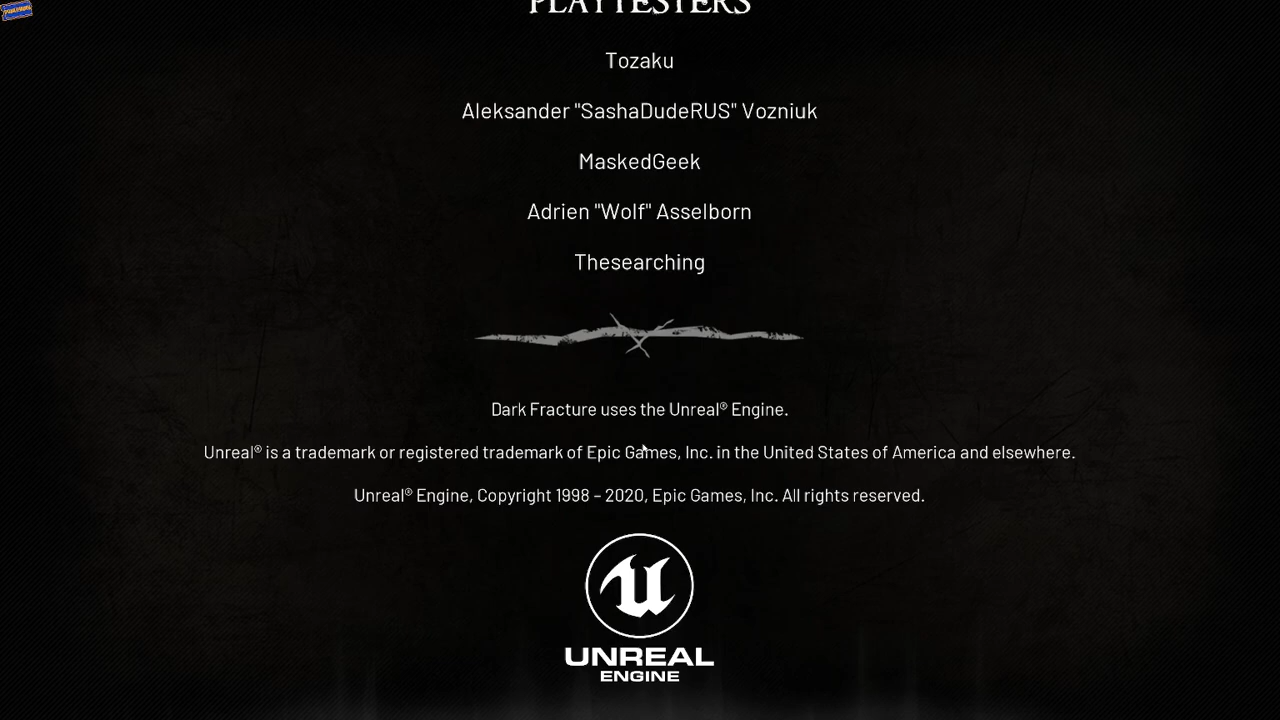 PLAYTESTERS
Tozaku
Aleksander "SashaDudeRUS" Vozniuk
MaskedGeek
Adrien "Wolf" Asselborn
Thesearching
Dark Fracture uses the Unreal® Engine.
Unreal® is a trademark or registered trademark of Epic Games, Inc. in the United States of America and elsewhere.
Unreal® Engine, Copyright 1998 – 2020, Epic Games, Inc. All rights reserved.
UNREAL
ENGINE